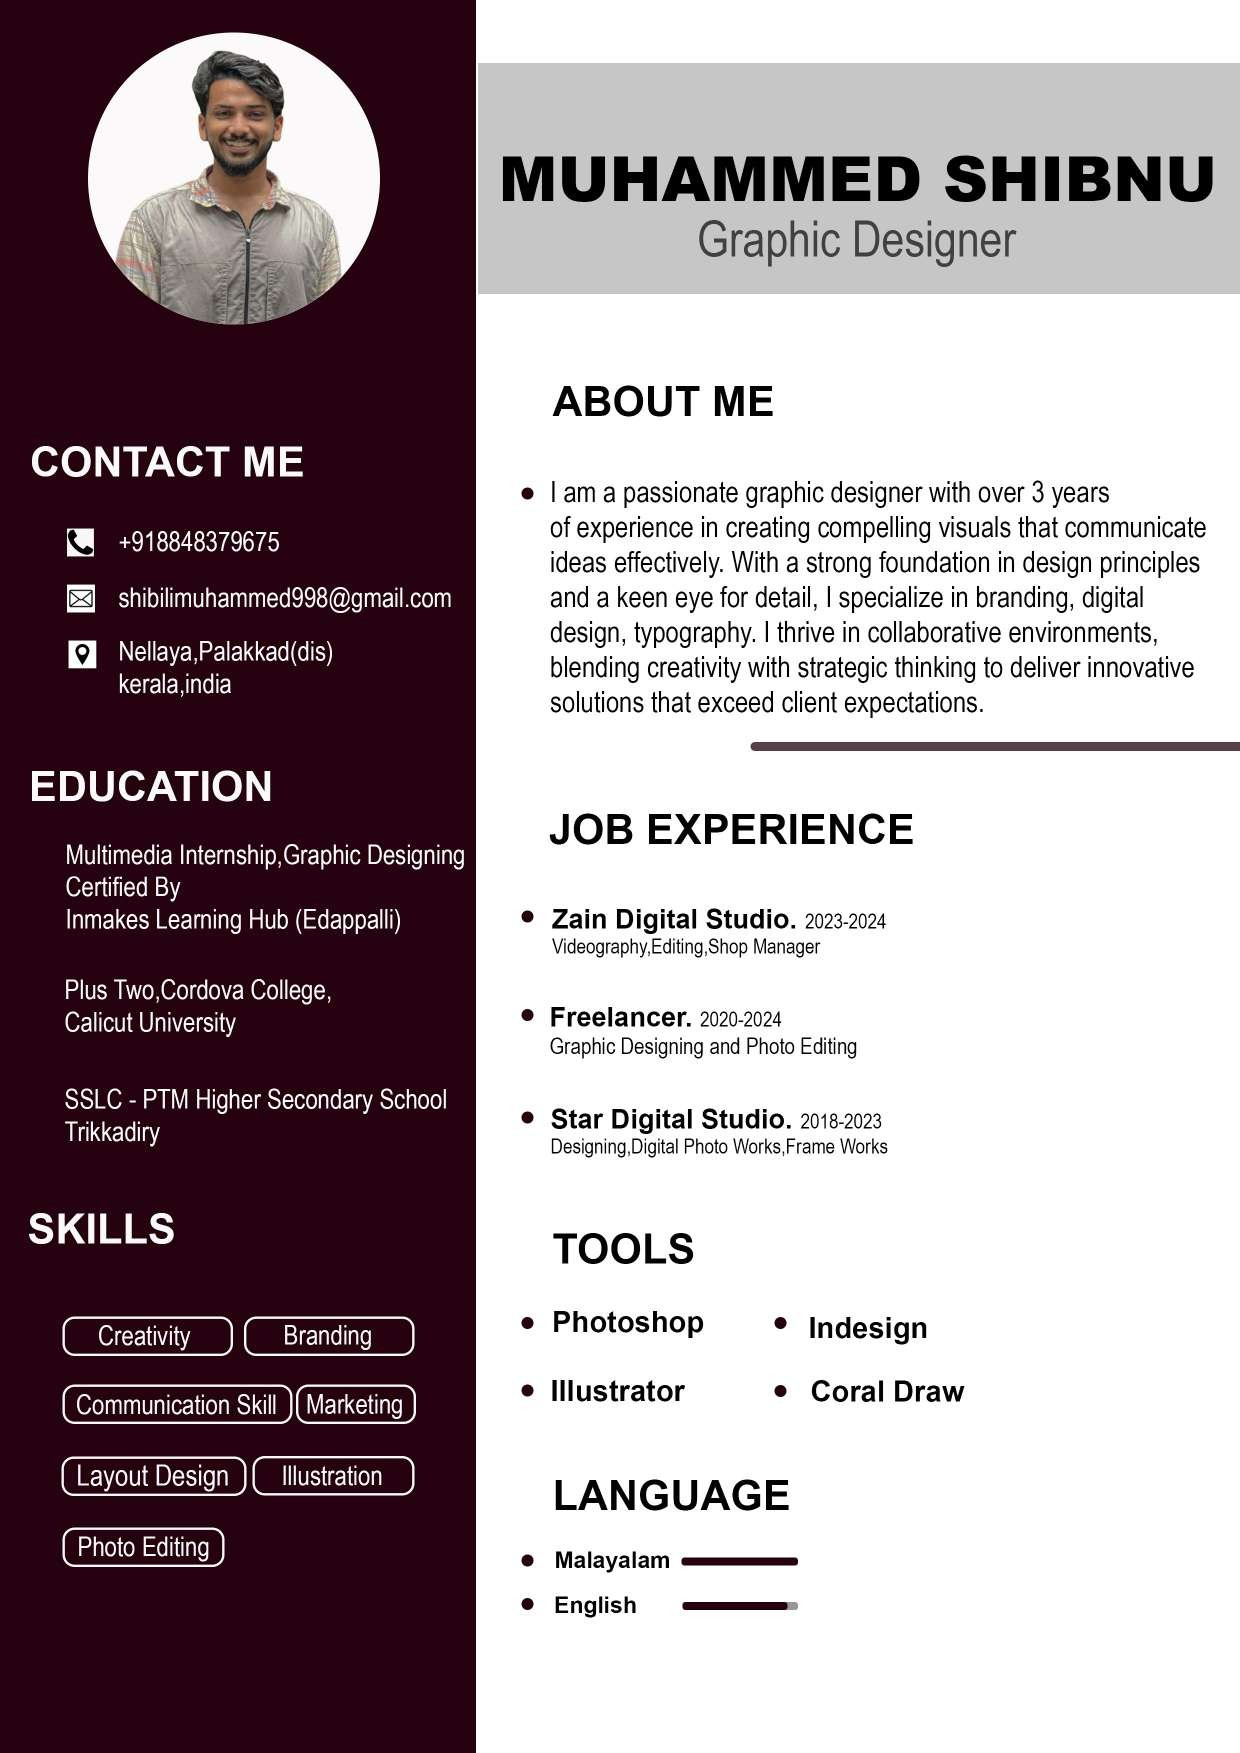 MUHAMMED SHIBNU
Graphic Designer
CONTACT ME
+918848379675
shibilimuhammed998@gmail.com
Nellaya,Palakkad(dis)
kerala,india
EDUCATION
Multimedia Internship,Graphic Designing
Certified By
Inmakes Learning Hub (Edappalli)
Plus Two,Cordova College,
Calicut University
SSLC - PTM Higher Secondary School
Trikkadiry
SKILLS
Creativity
Branding
Communication Skill
Marketing
Layout Design
Illustration
Photo Editing
ABOUT ME
I am a passionate graphic designer with over 3 years
of experience in creating compelling visuals that communicate
ideas effectively. With a strong foundation in design principles
and a keen eye for detail, I specialize in branding, digital
design, typography. I thrive in collaborative environments,
blending creativity with strategic thinking to deliver innovative
solutions that exceed client expectations.
JOB EXPERIENCE
Zain Digital Studio. 2023-2024
Videography,Editing,Shop Manager
Freelancer. 2020-2024
Graphic Designing and Photo Editing
Star Digital Studio. 2018-2023
Designing,Digital Photo Works,Frame Works
TOOLS
Photoshop
Indesign
Illustrator
Coral Draw
LANGUAGE
Malayalam
English